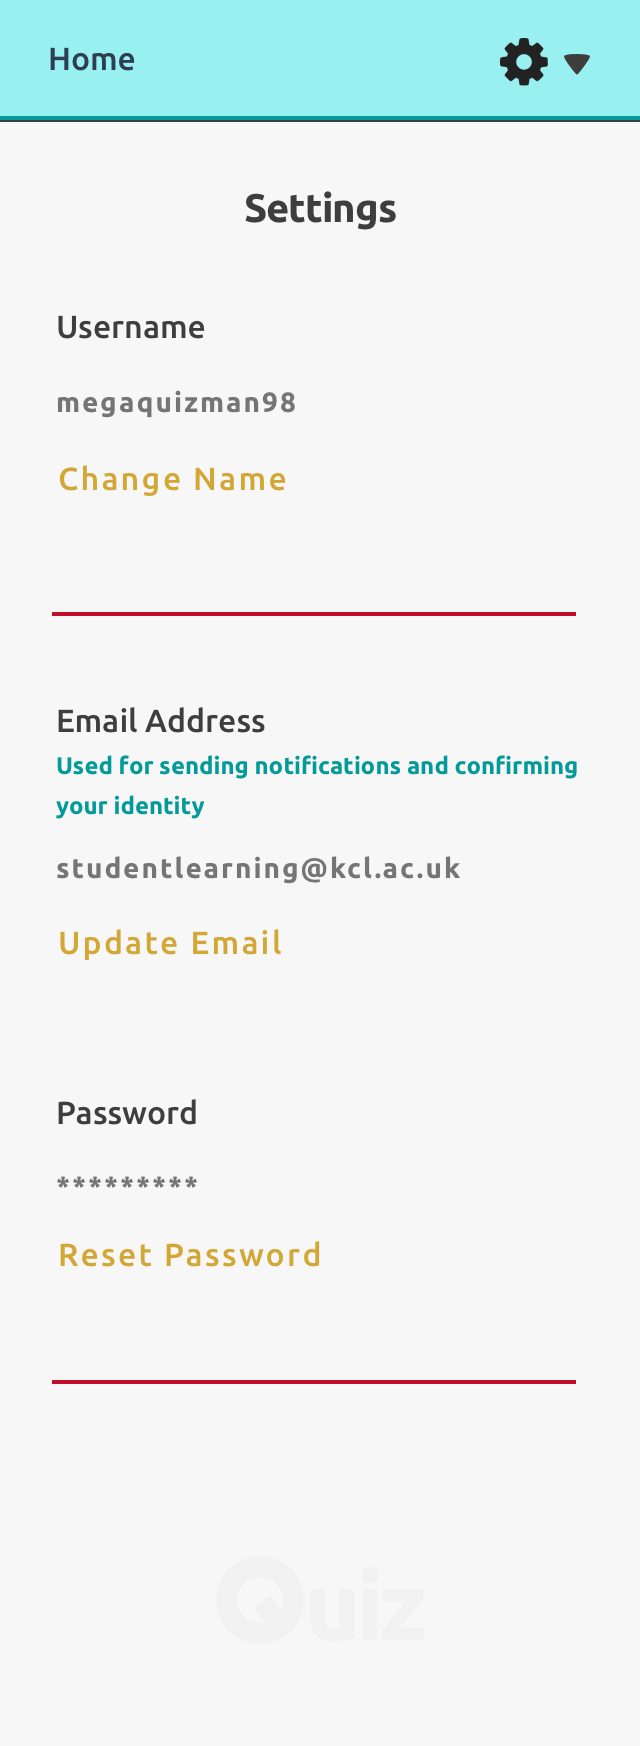 Home
Settings
Username
megaquizman98
Change Name
Email Address
Used for sending notifications and confirming
your identity
studentlearning@kcl.ac.uk
Update Email
Password
*********
Reset Password
Quiz